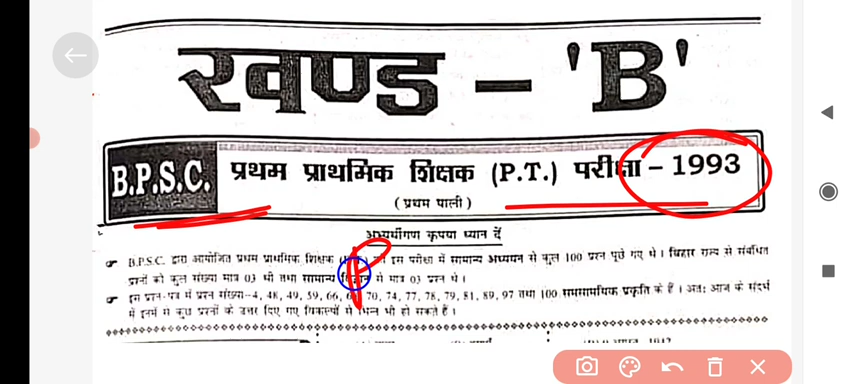 खण्ड – 'B'
B.P.S.C. प्रथम प्राथमिक शिक्षक (P.T.) परीक्षा – 1993
(प्रथम पाली)
अभ्यर्थीगण कृपया ध्यान दें
☞ B.P.S.C. द्वारा आयोजित प्रथम प्राथमिक शिक्षक की इस परीक्षा में सामान्य अध्ययन से कुल 100 प्रश्न पूछे गए थे। बिहार राज्य से संबंधित
प्रश्नों की कुल संख्या मात्र 03 थी तथा सामान्य विज्ञान से मात्र 03 प्रश्न थे।
☞ इस प्रश्न-पत्र में प्रश्न संख्या-4, 48, 49, 59, 66, 70, 74, 77, 78, 79, 81, 89, 97 तथा 100 समसामयिक प्रकृति के हैं। अतः आज के संदर्भ
में इनमें से कुछ प्रश्नों के उत्तर दिए गए विकल्पों से भिन्न भी हो सकते हैं।